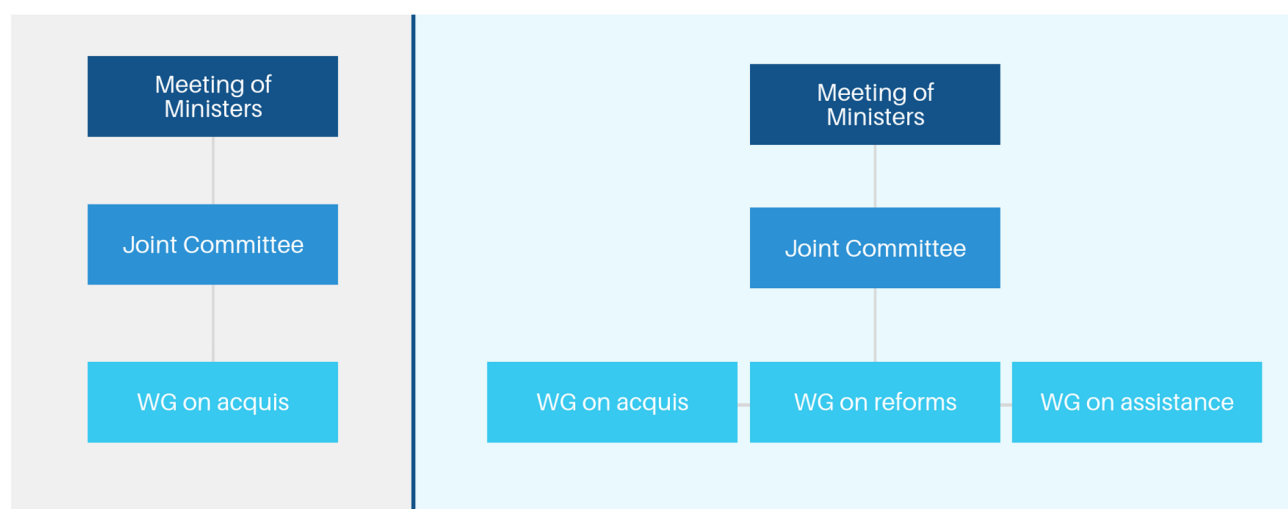 Meeting of
Ministers
Joint Committee
WG on acquis
Meeting of
Ministers
Joint Committee
WG on acquis
WG on reforms
WG on assistance